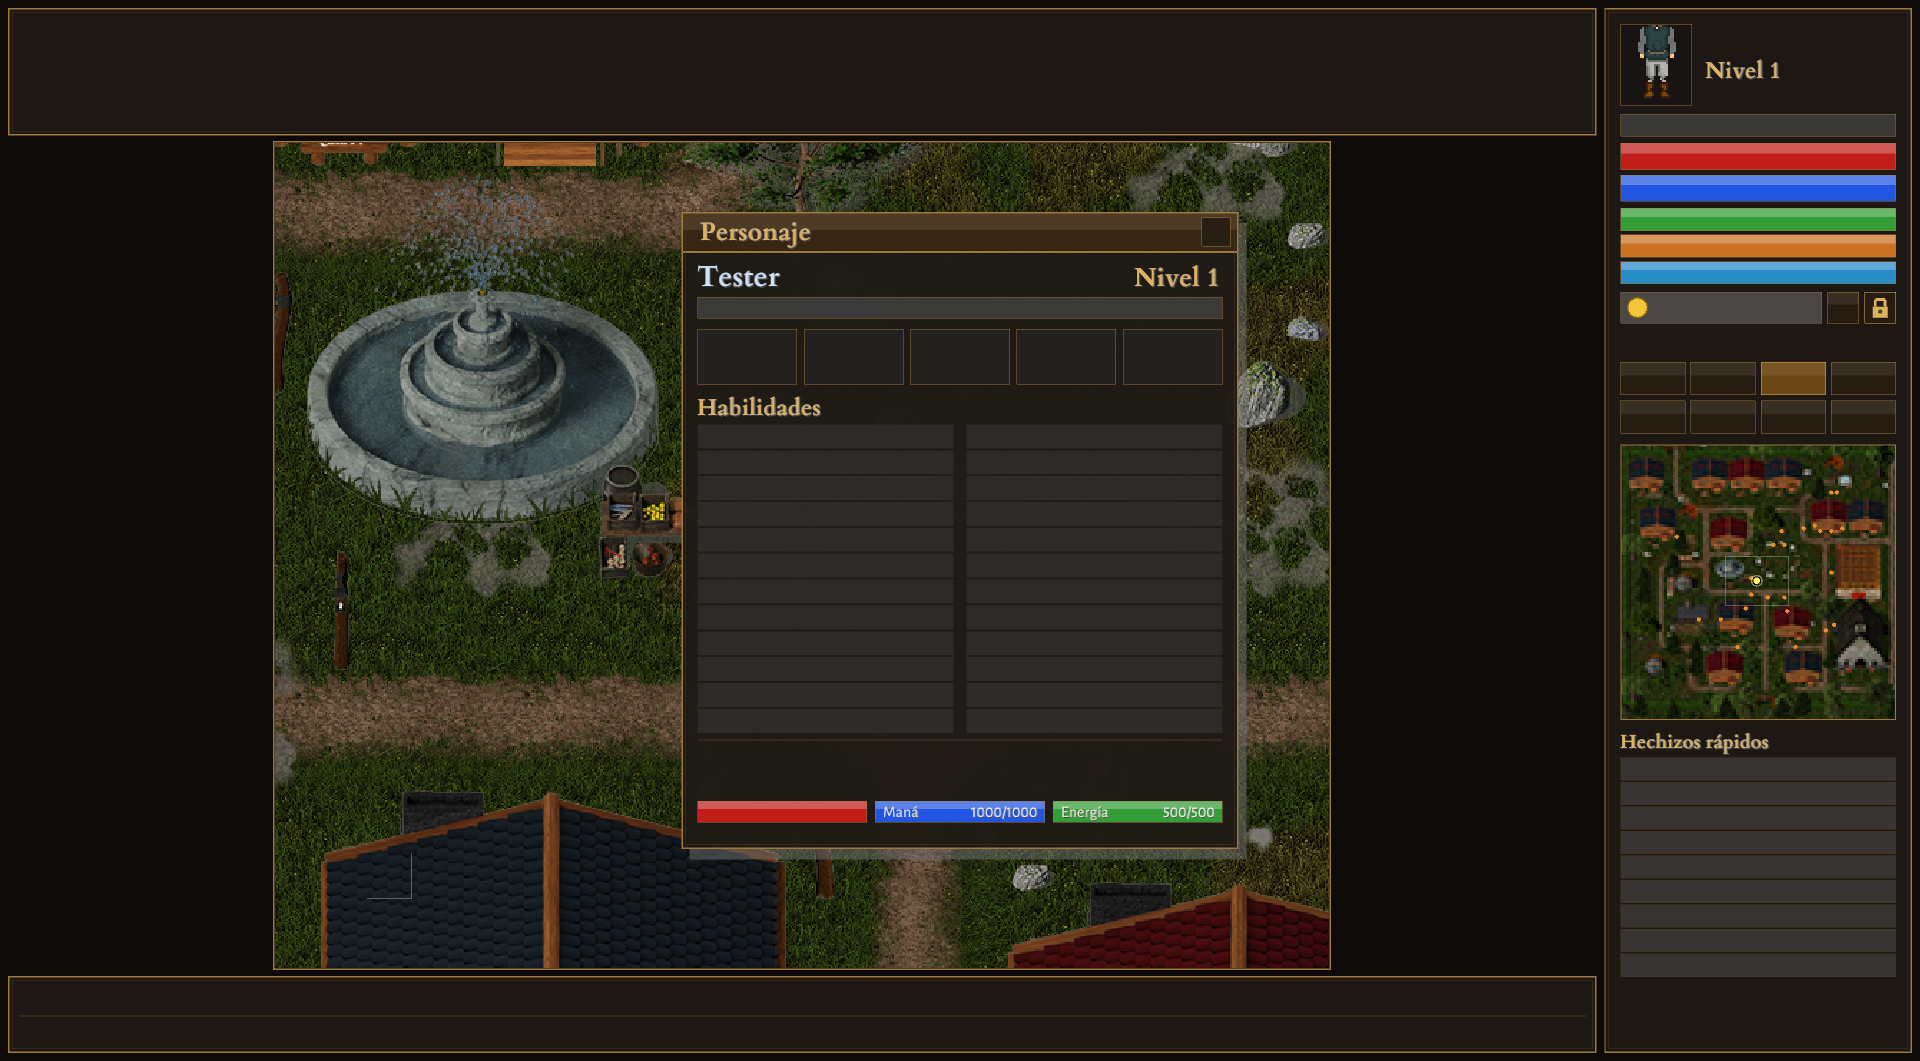 Nivel 1
Personaje
Tester
Nivel 1
Habilidades
Maná 1000/1000
Energía 500/500
Hechizos rápidos